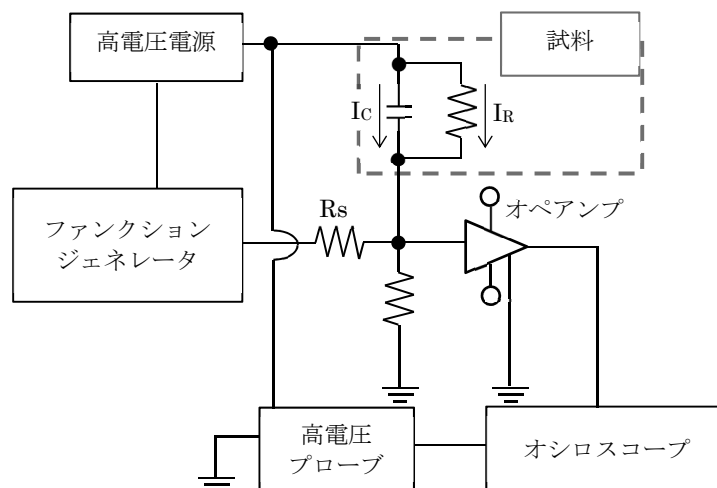 高電圧電源
試料
IC
IR
ファンクション
ジェネレータ
Rs
オペアンプ
高電圧
プローブ
オシロスコープ